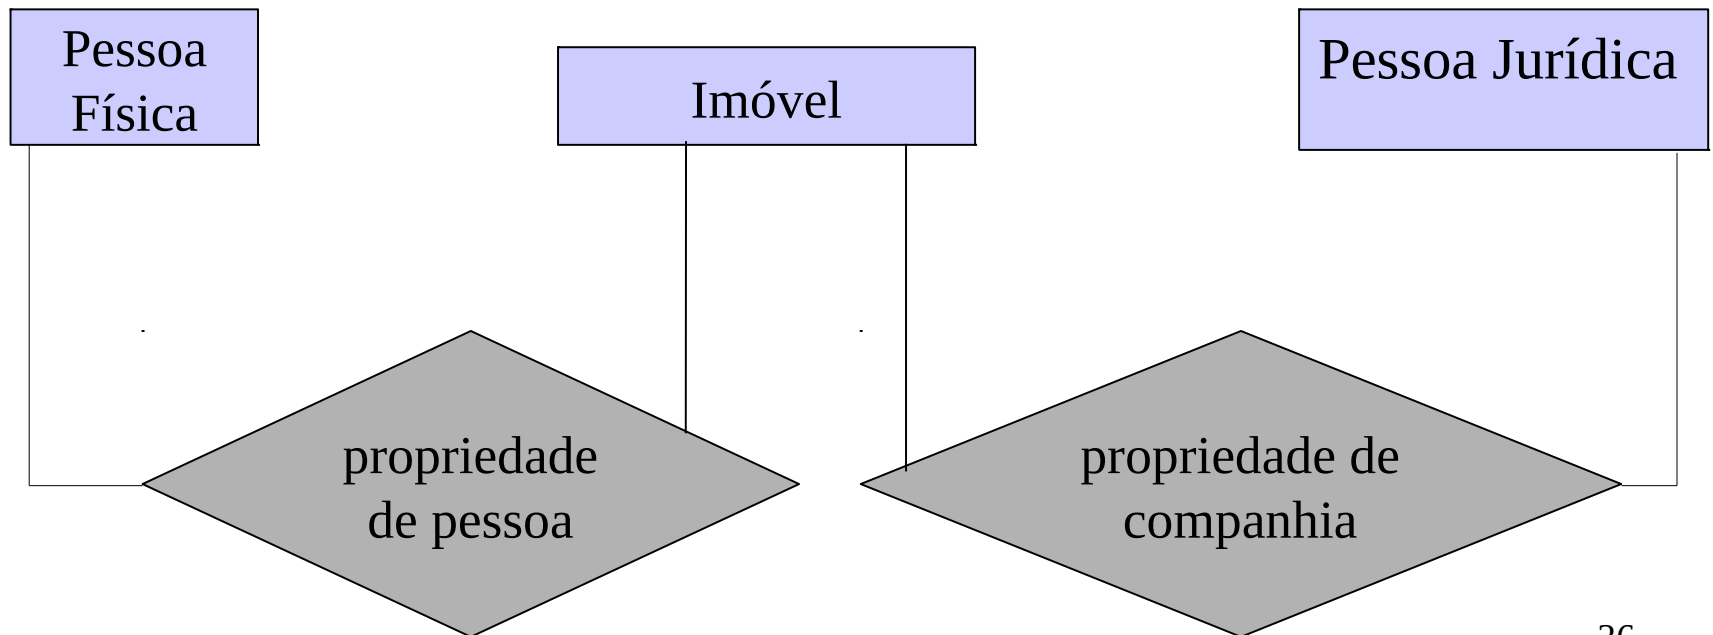 Pessoa
Física
Imóvel
Pessoa Jurídica
propriedade
de pessoa
propriedade de
companhia